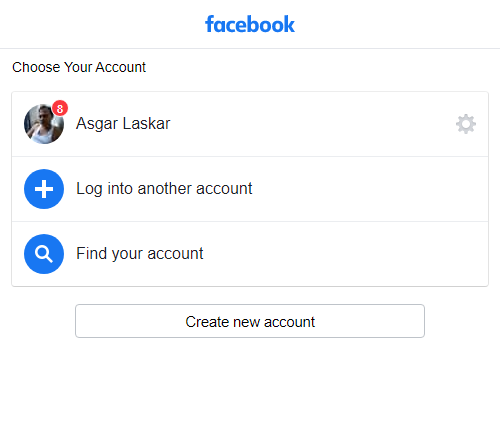 facebook
Choose Your Account
8
Asgar Laskar
Log into another account
Find your account
Create new account